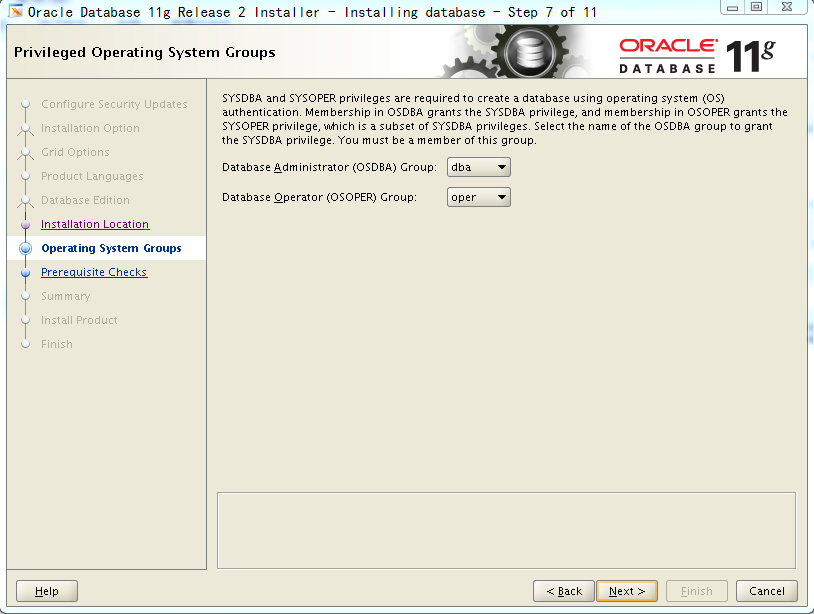 Oracle Database 11g Release 2 Installer - Installing database - Step 7 of 11
Privileged Operating System Groups
ORACLE
DATABASE 11g
Configure Security Updates
Installation Option
Grid Options
Product Languages
Database Edition
Installation Location
Operating System Groups
Prerequisite Checks
Summary
Install Product
Finish
SYSDBA and SYSOPER privileges are required to create a database using operating system (OS)
authentication. Membership in OSDBA grants the SYSDBA privilege, and membership in OSOPER grants the
SYSOPER privilege, which is a subset of SYSDBA privileges. Select the name of the OSDBA group to grant
the SYSDBA privilege. You must be a member of this group.
Database Administrator (OSDBA) Group: dba
Database Operator (OSOPER) Group: oper
Help
< Back
Next >
Finish
Cancel